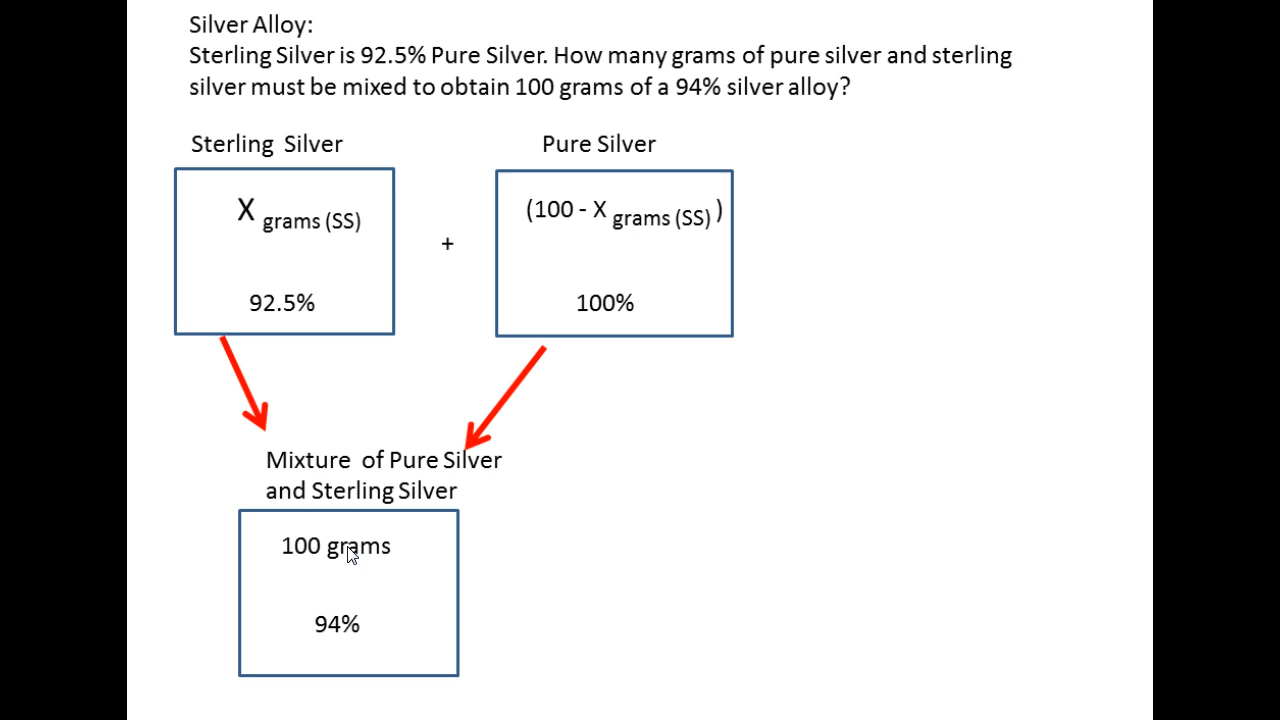 Silver Alloy:
Sterling Silver is 92.5% Pure Silver. How many grams of pure silver and sterling
silver must be mixed to obtain 100 grams of a 94% silver alloy?
Sterling Silver
Pure Silver
X grams (SS)
(100 - X grams (SS) )
+
92.5%
100%
Mixture of Pure Silver
and Sterling Silver
100 grams
94%